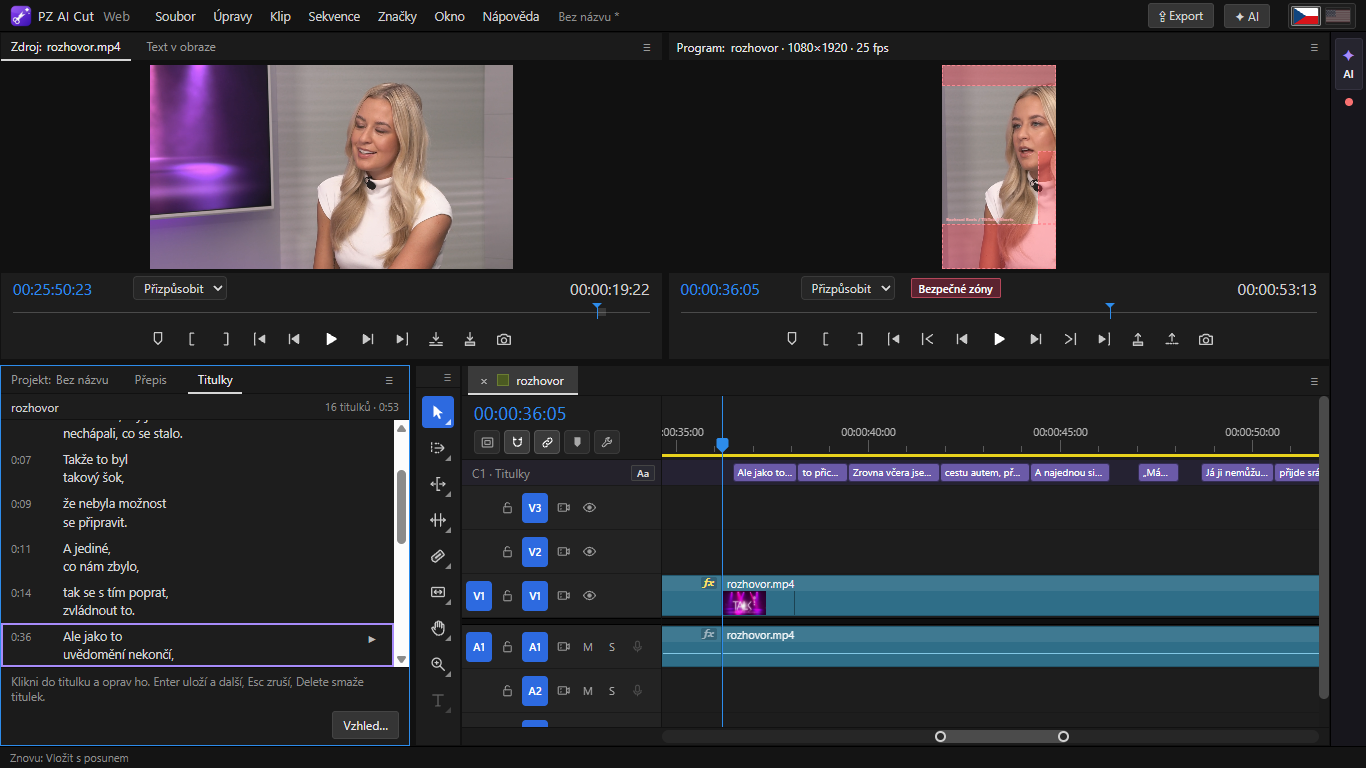 PZ AI Cut Web Soubor Úpravy Klip Sekvence Značky Okno Nápověda Bez názvu * Export AI
Zdroj: rozhovor.mp4 Text v obraze
Program: rozhovor · 1080×1920 · 25 fps
AI
00:25:50:23 Přizpůsobit 00:00:19:22
00:00:36:05 Přizpůsobit Bezpečné zóny 00:00:53:13
Projekt: Bez názvu Přepis Titulky
rozhovor 16 titulků · 0:53
nechápali, co se stalo.
0:07 Takže to byl
takový šok,
0:09 že nebyla možnost
se připravit.
0:11 A jediné,
co nám zbylo,
0:14 tak se s tím poprat,
zvládnout to.
0:36 Ale jako to
uvědomění nekončí,
Klikni do titulku a oprav ho. Enter uloží a další, Esc zruší, Delete smaže
titulek.
Vzhled...
× rozhovor
00:00:36:05
:00:35:00 00:00:40:00 00:00:45:00 00:00:50:00
C1 · Titulky Aa
Ale jako to... to přic... Zrovna včera jse... cestu autem, př... A najednou si... „Má... Já ji nemůžu... přijde srá
V3
V2
V1 V1 fx rozhovor.mp4
TALK
A1 A1 M S fx rozhovor.mp4
A2 M S
Znovu: Vložit s posunem